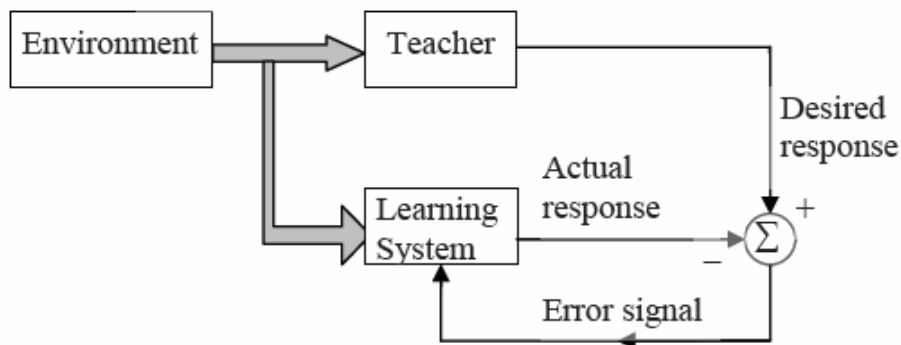 Environment
Teacher
Desired
response
+
Actual
response
Learning
System
Σ
−
Error signal